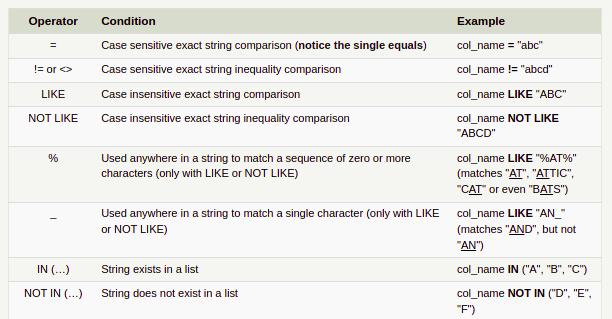 Operator Condition Example
= Case sensitive exact string comparison (notice the single equals) col_name = "abc"
!= or <> Case sensitive exact string inequality comparison col_name != "abcd"
LIKE Case insensitive exact string comparison col_name LIKE "ABC"
NOT LIKE Case insensitive exact string inequality comparison col_name NOT LIKE
"ABCD"
% Used anywhere in a string to match a sequence of zero or more col_name LIKE "%AT%"
characters (only with LIKE or NOT LIKE) (matches "AT", "ATTIC",
"CAT" or even "BATS")
_ Used anywhere in a string to match a single character (only with LIKE col_name LIKE "AN_"
or NOT LIKE) (matches "AND", but not
"AN")
IN (…) String exists in a list col_name IN ("A", "B", "C")
NOT IN (…) String does not exist in a list col_name NOT IN ("D", "E",
"F")